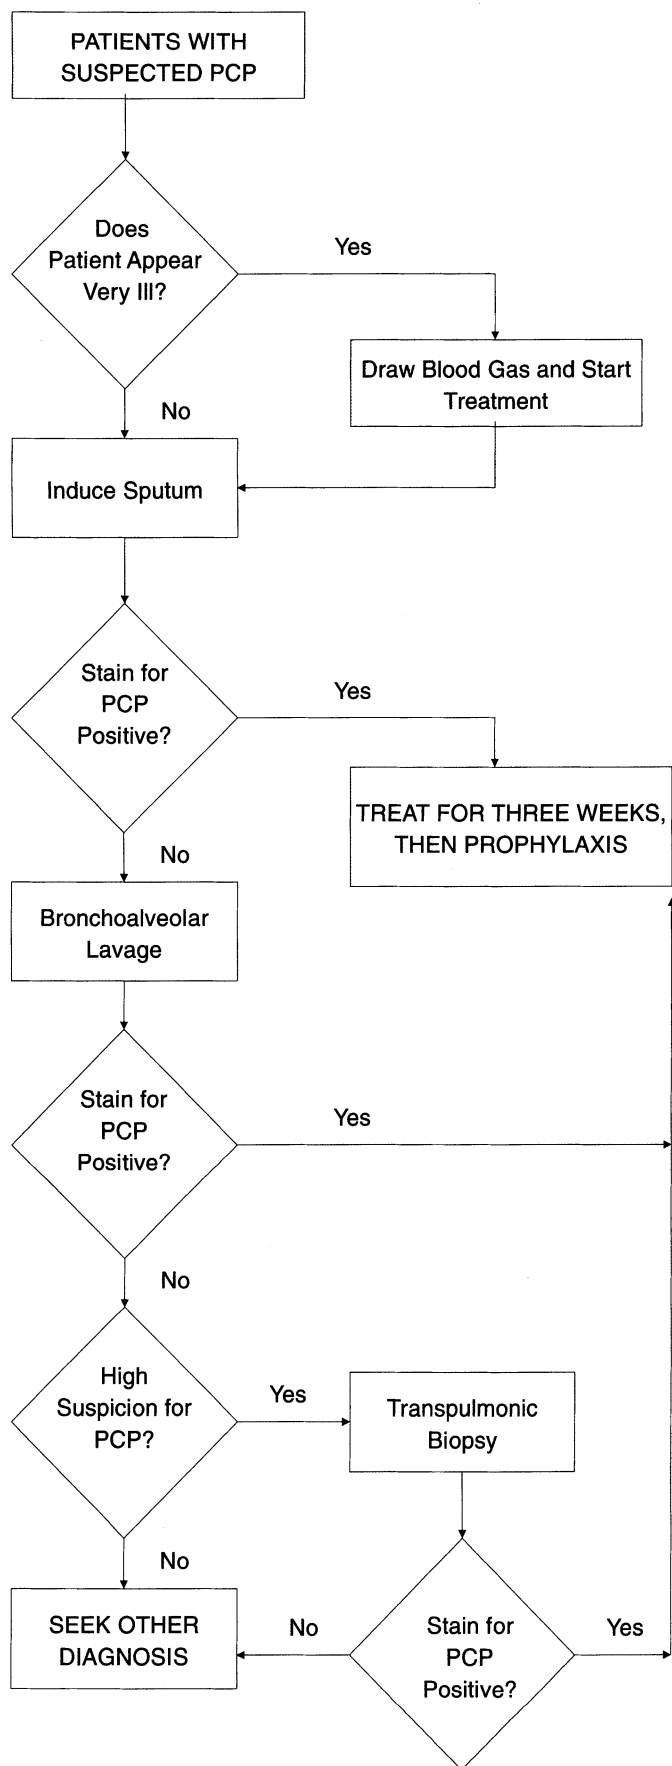 PATIENTS WITH
SUSPECTED PCP
Does
Patient Appear
Very Ill?
Yes
Draw Blood Gas and Start
Treatment
No
Induce Sputum
Stain for
PCP
Positive?
Yes
TREAT FOR THREE WEEKS,
THEN PROPHYLAXIS
No
Bronchoalveolar
Lavage
Stain for
PCP
Positive?
Yes
No
High
Suspicion for
PCP?
Yes
Transpulmonic
Biopsy
No
SEEK OTHER
DIAGNOSIS
No
Stain for
PCP
Positive?
Yes